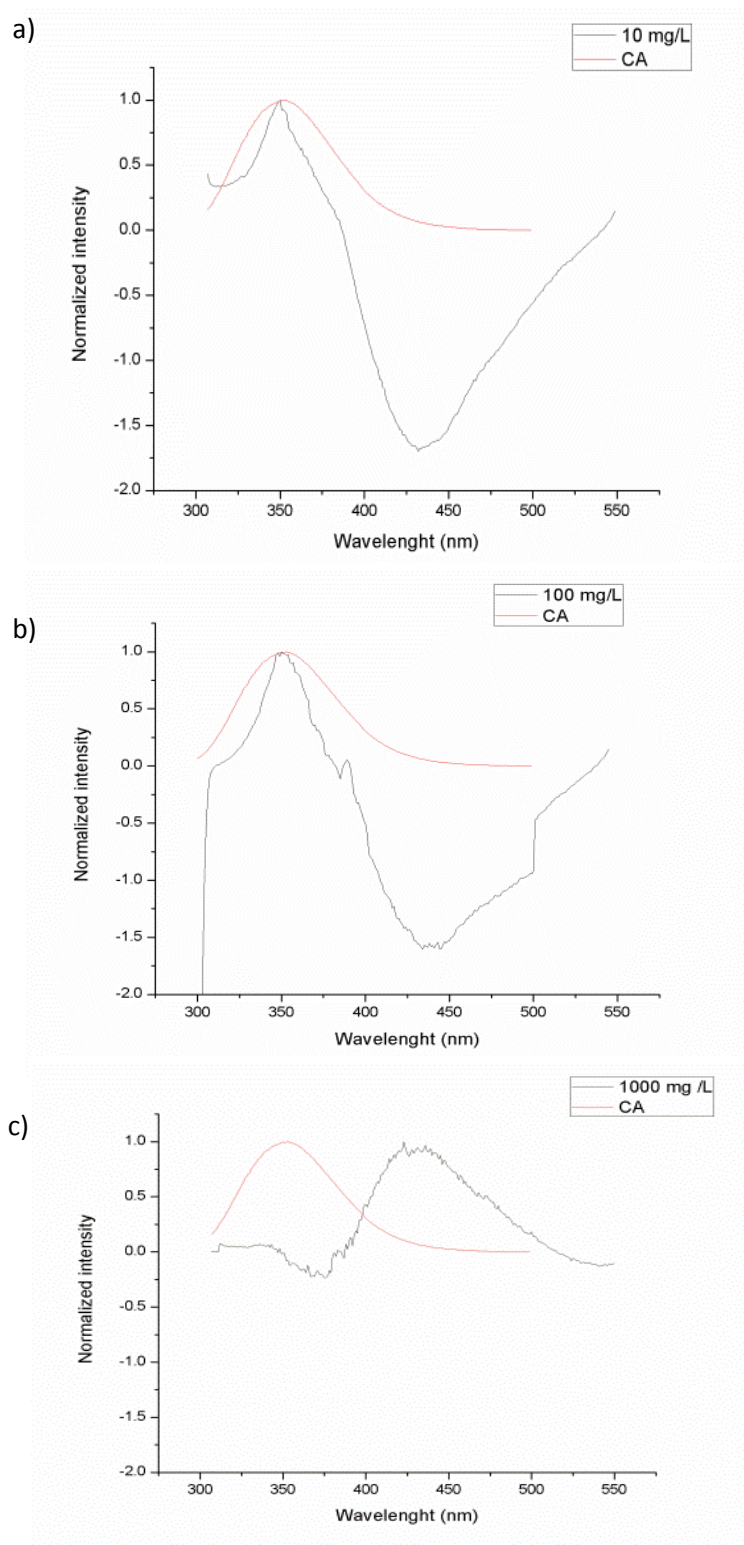 a)
10 mg/L
CA
1.0
0.5
0.0
-0.5
-1.0
-1.5
-2.0
Normalized intensity
300 350 400 450 500 550
Wavelenght (nm)
b)
100 mg/L
CA
1.0
0.5
0.0
-0.5
-1.0
-1.5
-2.0
Normalized intensity
300 350 400 450 500 550
Wavelenght (nm)
c)
1000 mg /L
CA
1.0
0.5
0.0
-0.5
-1.0
-1.5
-2.0
Normalized intensity
300 350 400 450 500 550
Wavelenght (nm)